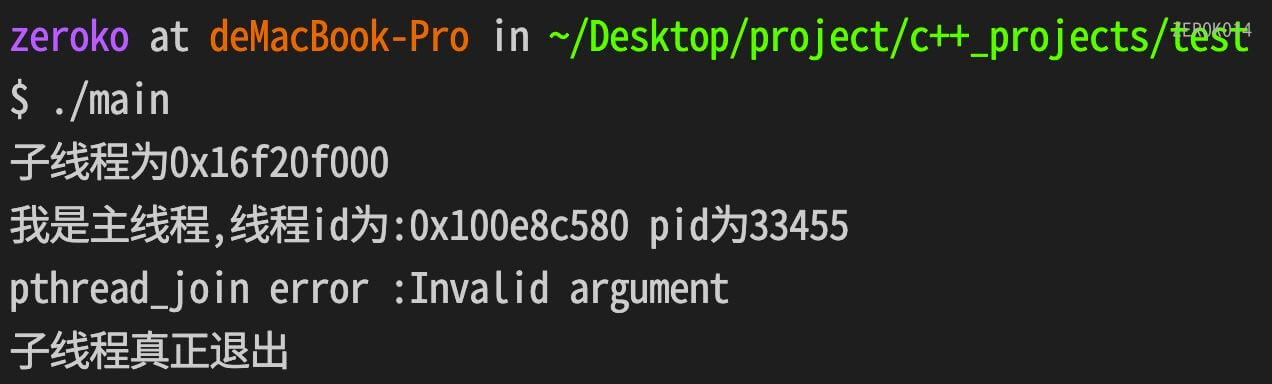 zeroko at deMacBook-Pro in ~/Desktop/project/c++_projects/test
ZEROKO14
$ ./main
子线程为0x16f20f000
我是主线程,线程id为:0x100e8c580 pid为33455
pthread_join error :Invalid argument
子线程真正退出